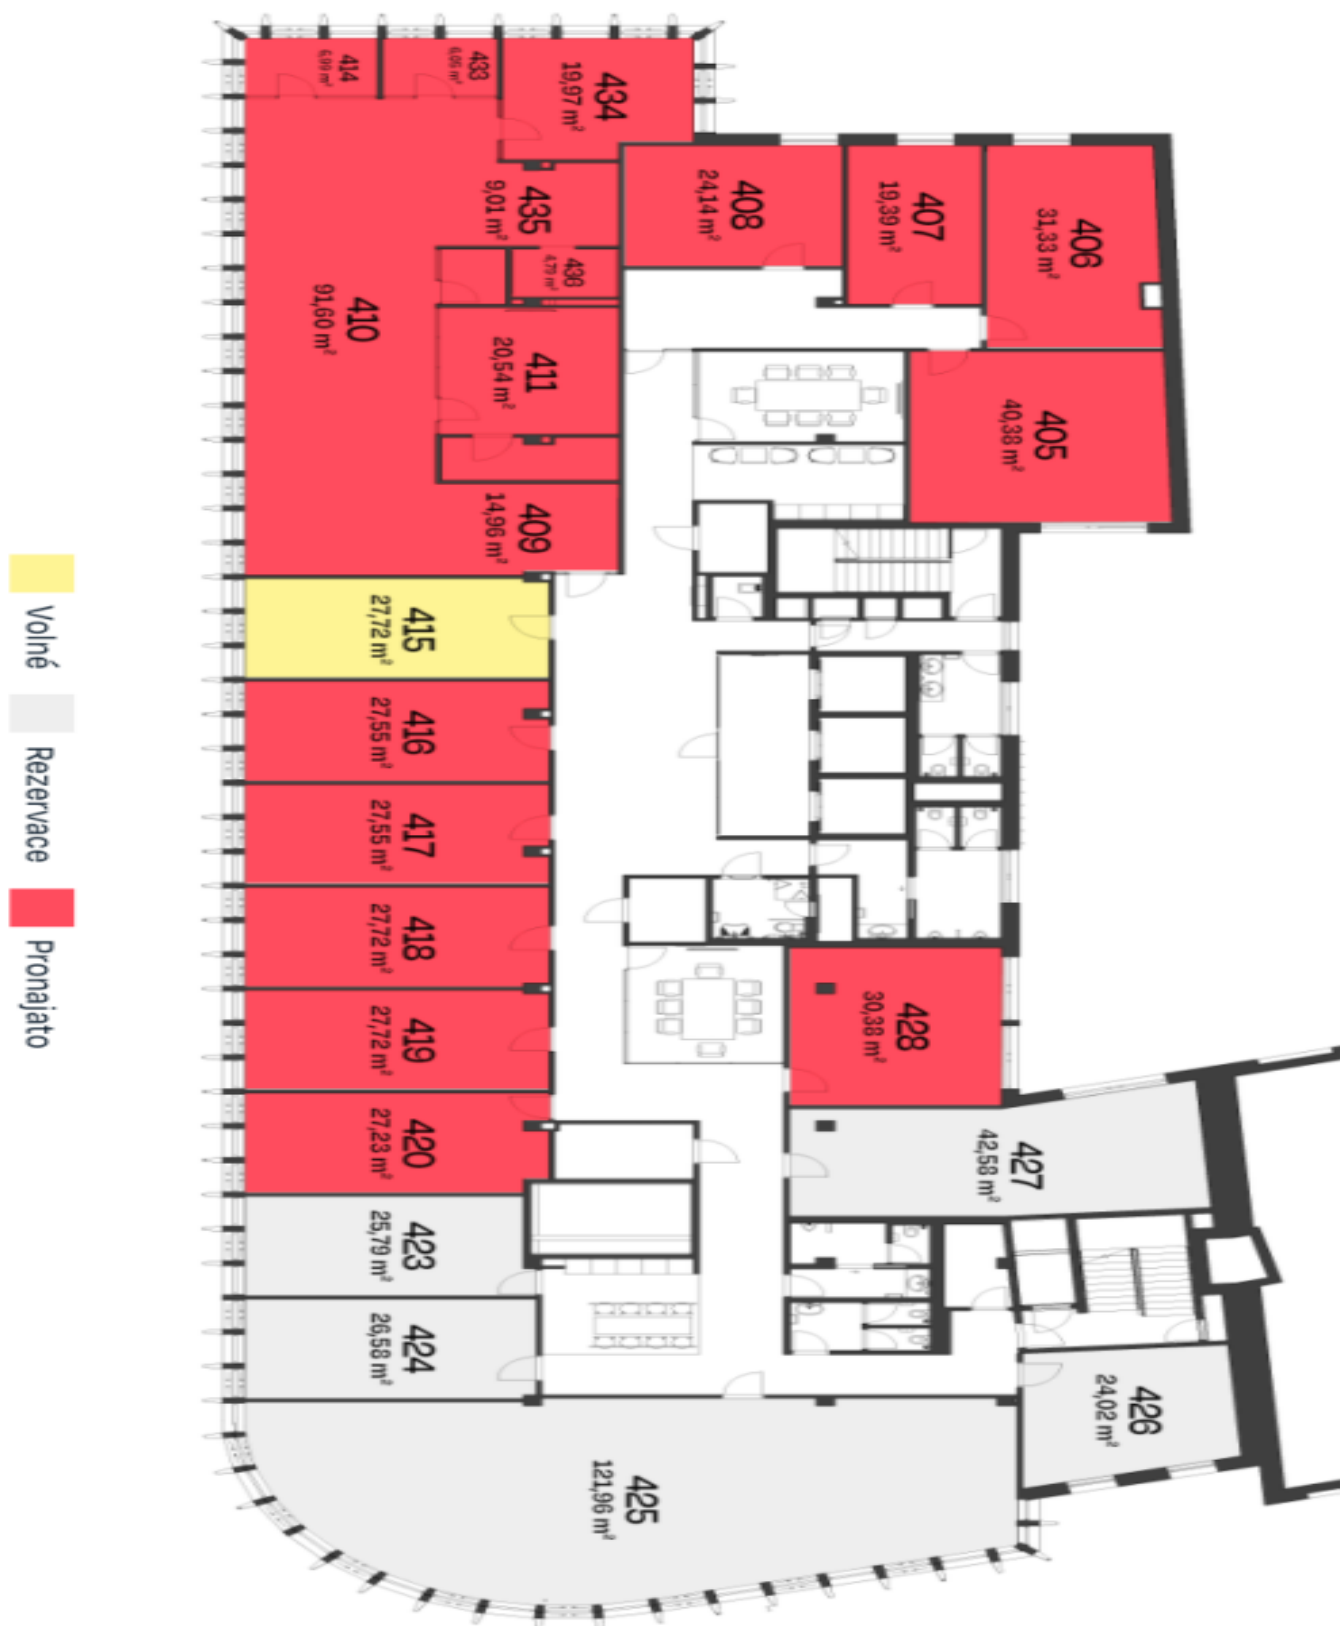 414
6,99 m²
433
6,05 m²
434
19,97 m²
435
9,01 m²
436
4,79 m²
408
24,14 m²
407
19,39 m²
406
31,33 m²
410
91,60 m²
411
20,54 m²
405
40,38 m²
409
14,96 m²
415
27,72 m²
416
27,55 m²
417
27,55 m²
418
27,72 m²
419
27,72 m²
428
30,38 m²
420
27,23 m²
427
42,58 m²
423
25,79 m²
424
26,58 m²
426
24,02 m²
425
121,96 m²
Volné
Rezervace
Pronajato